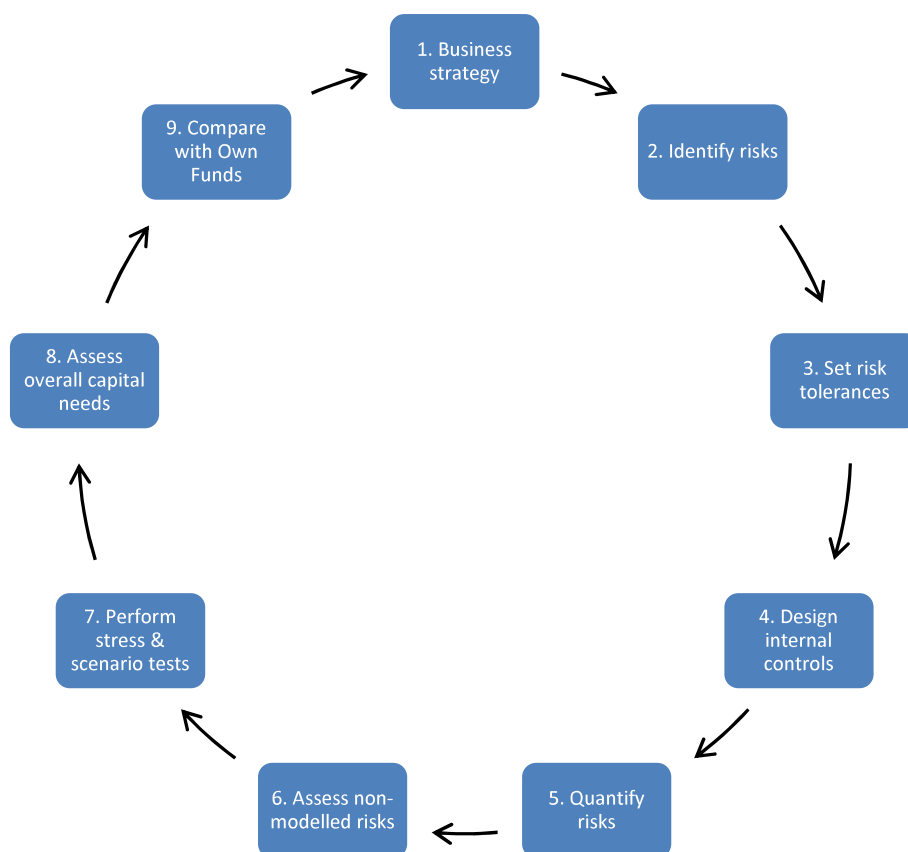 1. Business
strategy
2. Identify risks
3. Set risk
tolerances
4. Design
internal
controls
5. Quantify
risks
6. Assess non-
modelled risks
7. Perform
stress &
scenario tests
8. Assess
overall capital
needs
9. Compare
with Own
Funds